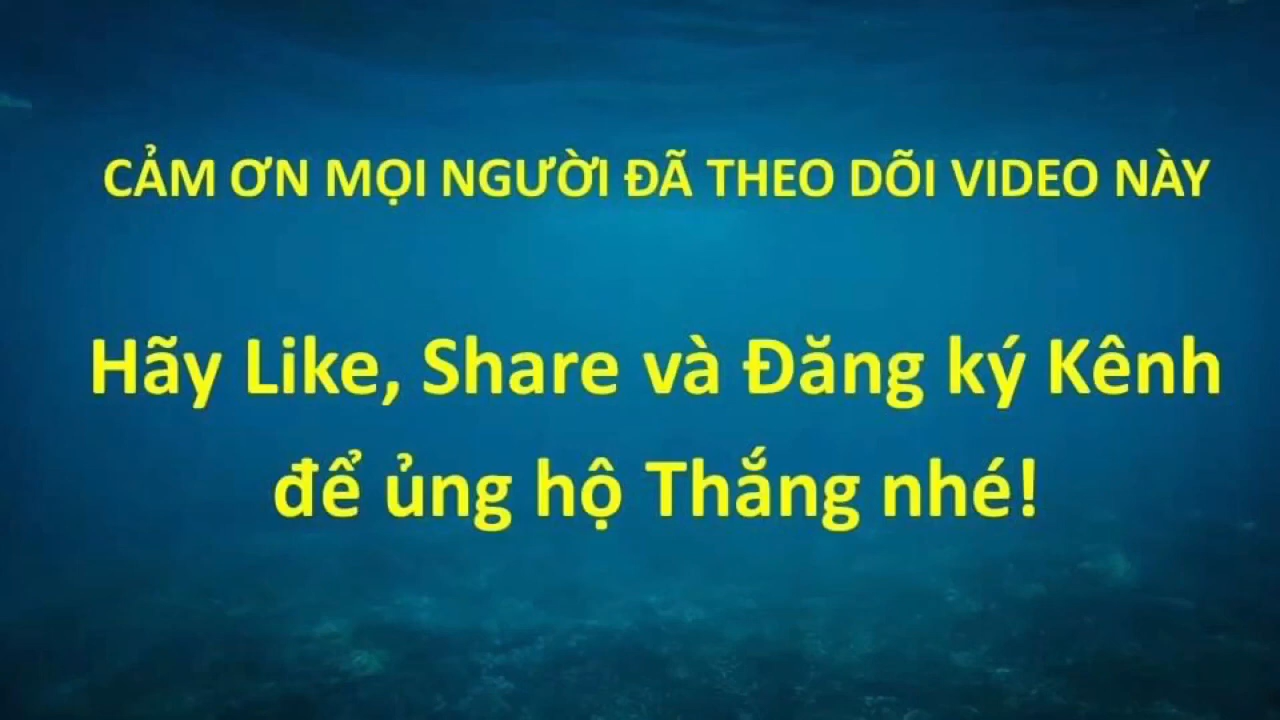 CẢM ƠN MỌI NGƯỜI ĐÃ THEO DÕI VIDEO NÀY
Hãy Like, Share và Đăng ký Kênh
để ủng hộ Thắng nhé!